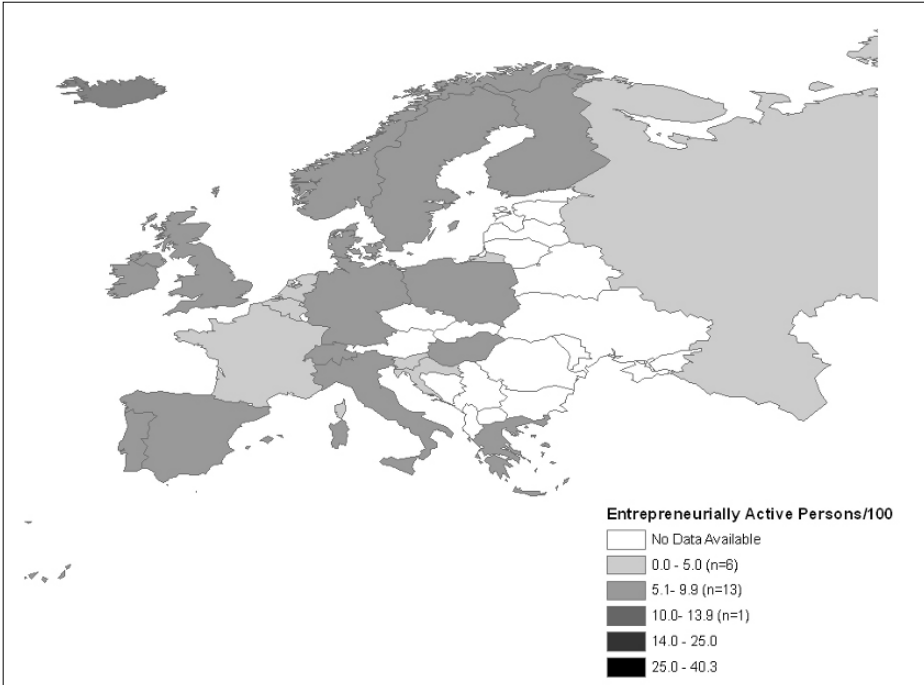 Entrepreneurially Active Persons/100
No Data Available
0.0 - 5.0 (n=6)
5.1- 9.9 (n=13)
10.0- 13.9 (n=1)
14.0 - 25.0
25.0 - 40.3